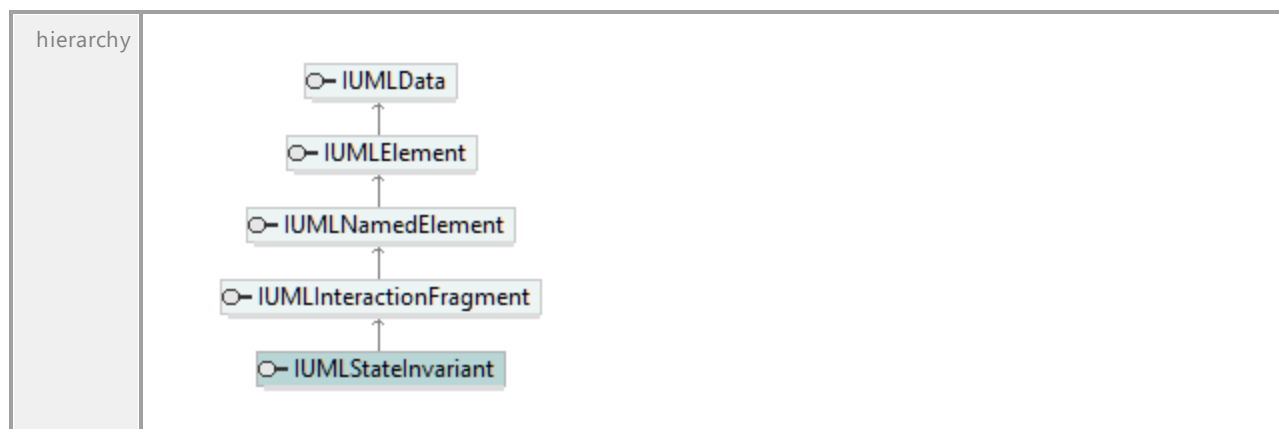 hierarchy
IUMLData
IUMLElement
IUMLNamedElement
IUMLInteractionFragment
IUMLStateInvariant